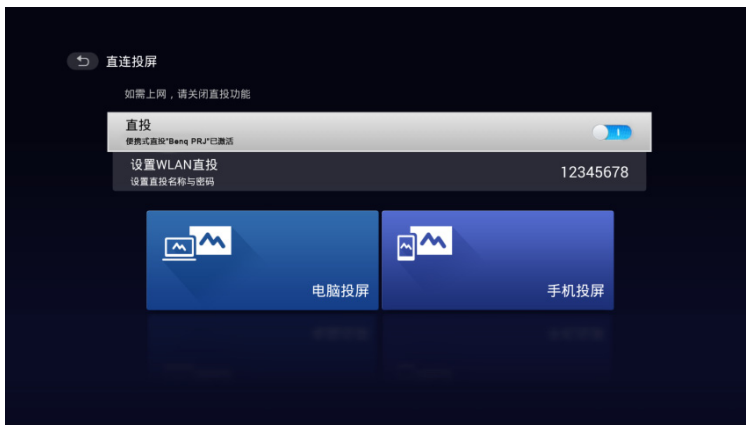 直连投屏
如需上网，请关闭直投功能
直投
便携式直投"Benq PRJ"已激活
设置WLAN直投
设置直投名称与密码
12345678
电脑投屏
手机投屏